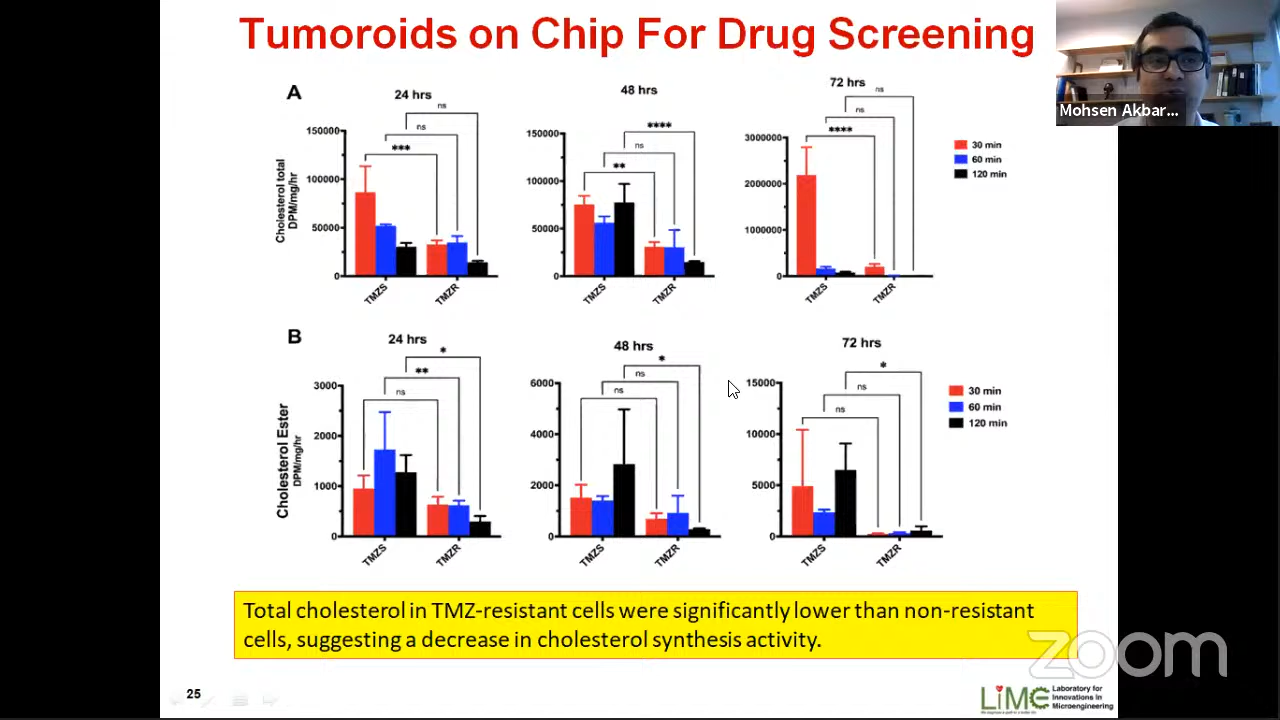 Tumoroids on Chip For Drug Screening
Mohsen Akbar...
A
24 hrs
48 hrs
72 hrs
ns
ns
***
****
ns
**
ns
ns
****
Cholesterol total
DPM/mg/hr
150000
100000
50000
0
150000
100000
50000
0
3000000
2000000
1000000
0
30 min
60 min
120 min
TMZS
TMZR
TMZS
TMZR
TMZS
TMZR
B
24 hrs
48 hrs
72 hrs
*
**
ns
*
ns
ns
*
ns
ns
Cholesterol Ester
DPM/mg/hr
3000
2000
1000
0
6000
4000
2000
0
15000
10000
5000
0
30 min
60 min
120 min
TMZS
TMZR
TMZS
TMZR
TMZS
TMZR
Total cholesterol in TMZ-resistant cells were significantly lower than non-resistant
cells, suggesting a decrease in cholesterol synthesis activity.
zoom
25
LiME
Laboratory for
Innovations in
Microengineering